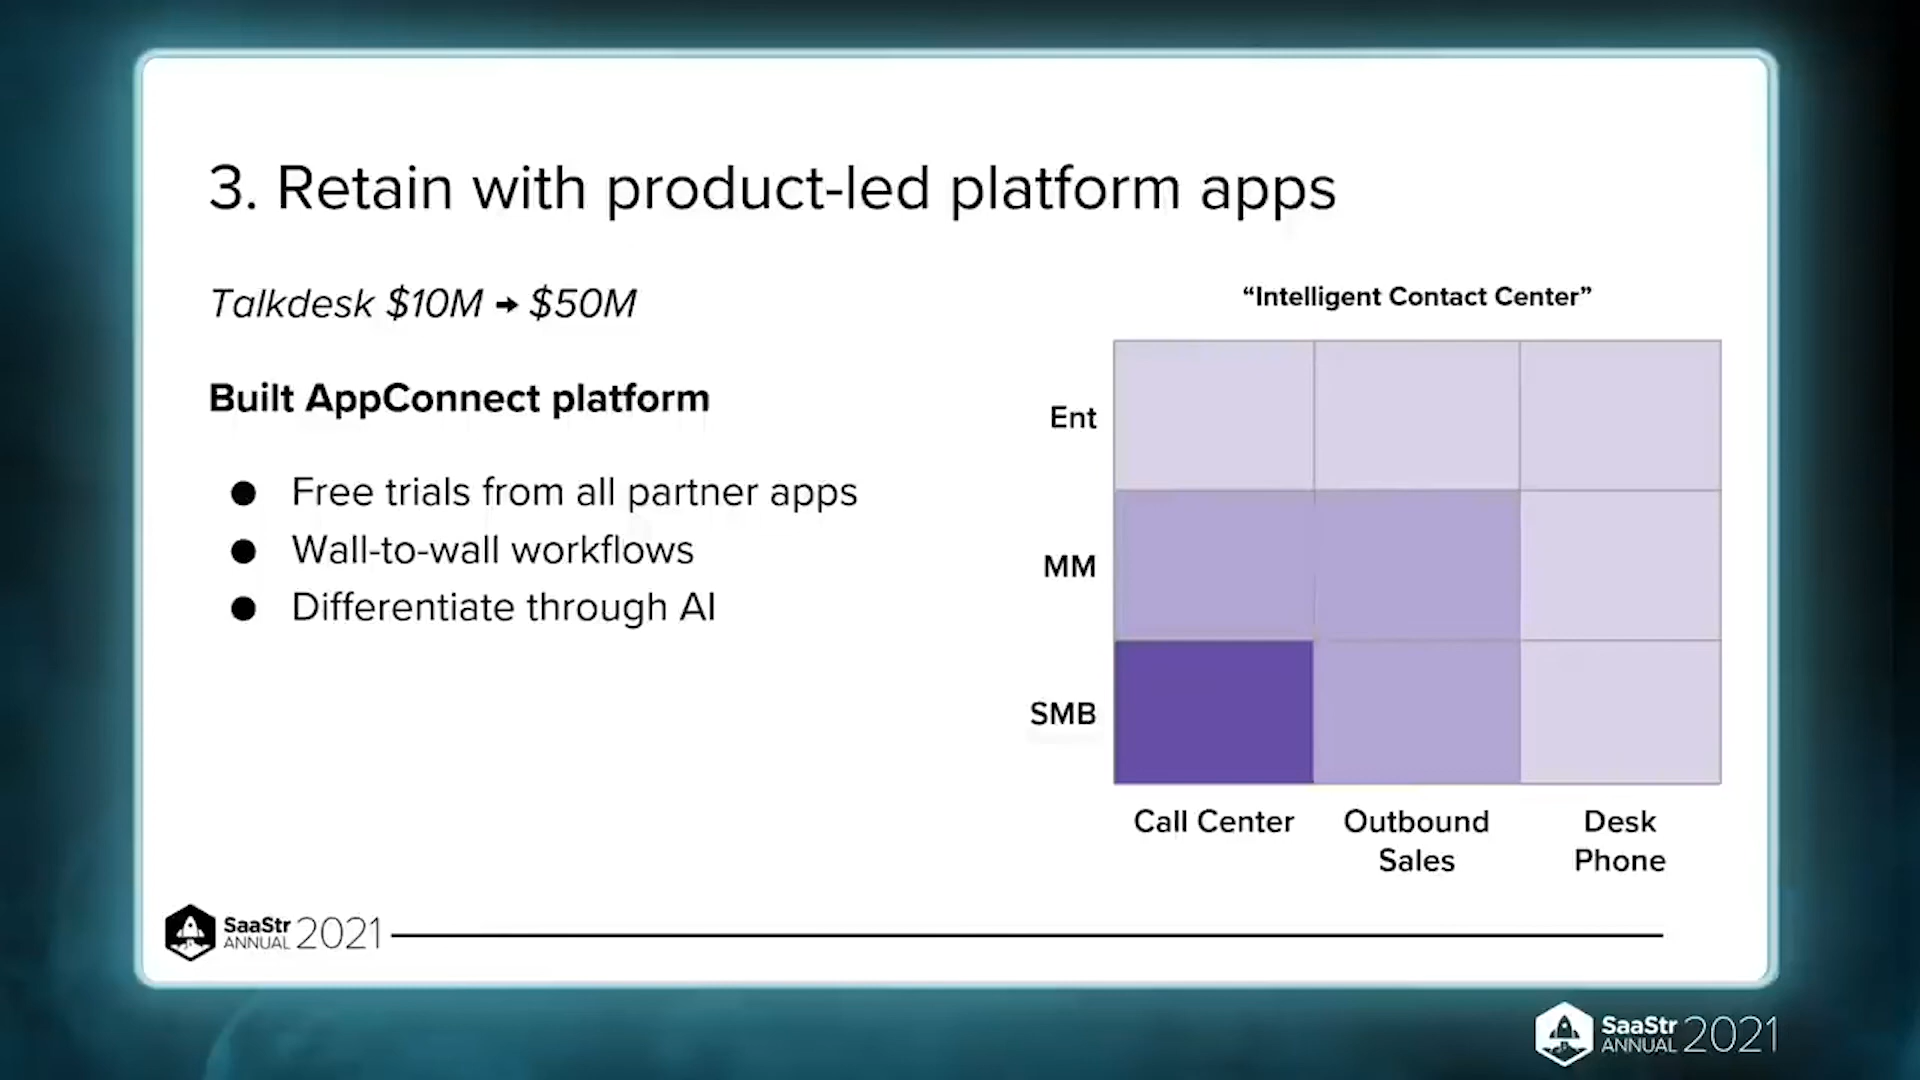 3. Retain with product-led platform apps
Talkdesk $10M → $50M
Built AppConnect platform
● Free trials from all partner apps
● Wall-to-wall workflows
● Differentiate through AI
“Intelligent Contact Center”
Ent
MM
SMB
Call Center
Outbound
Sales
Desk
Phone
SaaStr
ANNUAL 2021
SaaStr
ANNUAL 2021